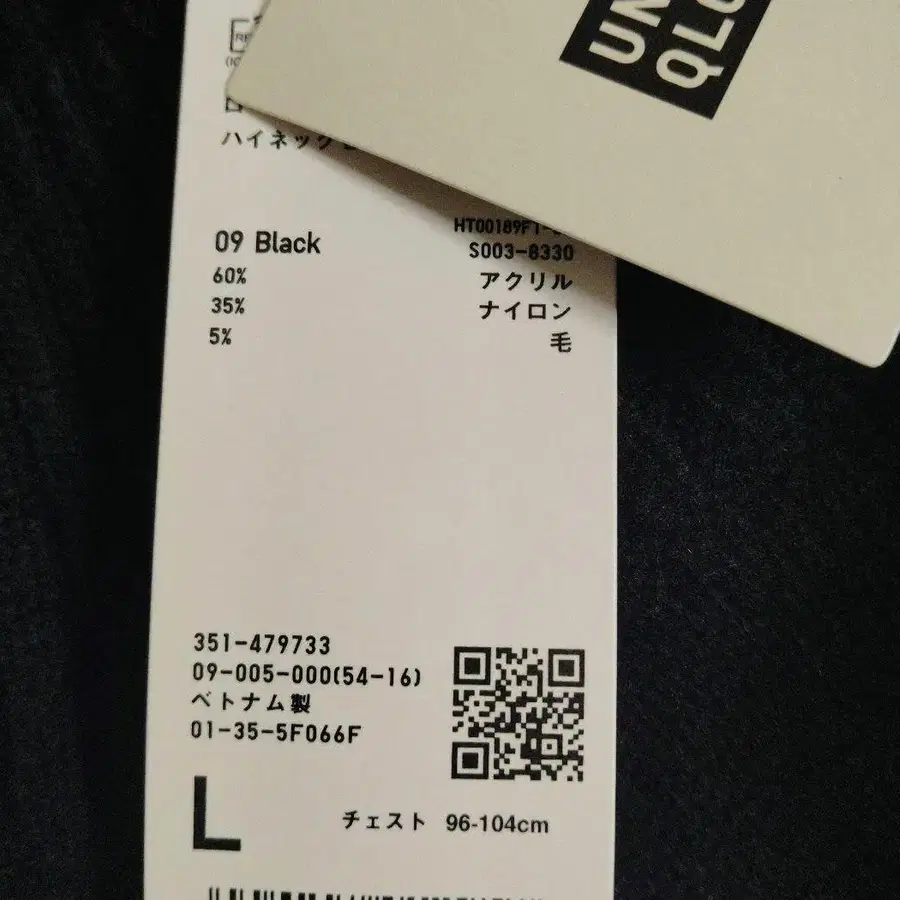 UN
QLO
ハイネック
HT00189F1-
09 Black
S003-8330
60% アクリル
35% ナイロン
5% 毛
351-479733
09-005-000(54-16)
ベトナム製
01-35-5F066F
L
チェスト 96-104cm